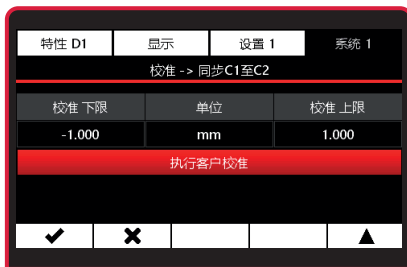 特性 D1 显示 设置 1 系统 1
校准 -> 同步C1至C2
校准 下限 单位 校准 上限
-1.000 mm 1.000
执行客户校准